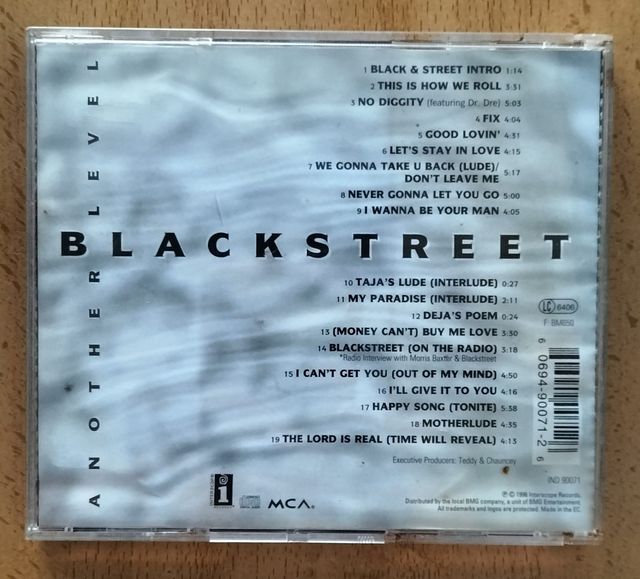 1 BLACK & STREET INTRO 1:14
2 THIS IS HOW WE ROLL 3:31
3 NO DIGGITY (featuring Dr. Dre) 5:03
4 FIX 4:04
5 GOOD LOVIN' 4:31
6 LET'S STAY IN LOVE 4:15
7 WE GONNA TAKE U BACK (LUDE)/
DON'T LEAVE ME 5:17
8 NEVER GONNA LET YOU GO 5:00
9 I WANNA BE YOUR MAN 4:05
BLACKSTREET
ANOTHER LEVEL
10 TAJA'S LUDE (INTERLUDE) 0:27
11 MY PARADISE (INTERLUDE) 2:11
12 DEJA'S POEM 0:24
13 (MONEY CAN'T) BUY ME LOVE 3:30
14 BLACKSTREET (ON THE RADIO) 3:18
*Radio Interview with Morris Baxter & Blackstreet
15 I CAN'T GET YOU (OUT OF MY MIND) 4:50
16 I'LL GIVE IT TO YOU 4:16
17 HAPPY SONG (TONITE) 5:38
18 MOTHERLUDE 4:35
19 THE LORD IS REAL (TIME WILL REVEAL) 4:13
Executive Producers: Teddy & Chauncey
LC 6406
F: BM650
6 0694-90071-2 6
IND 90071
INTERSCOPE
RECORDS
MCA
℗ © 1996 Interscope Records.
Distributed by the local BMG company, a unit of BMG Entertainment.
All trademarks and logos are protected. Made in the EC